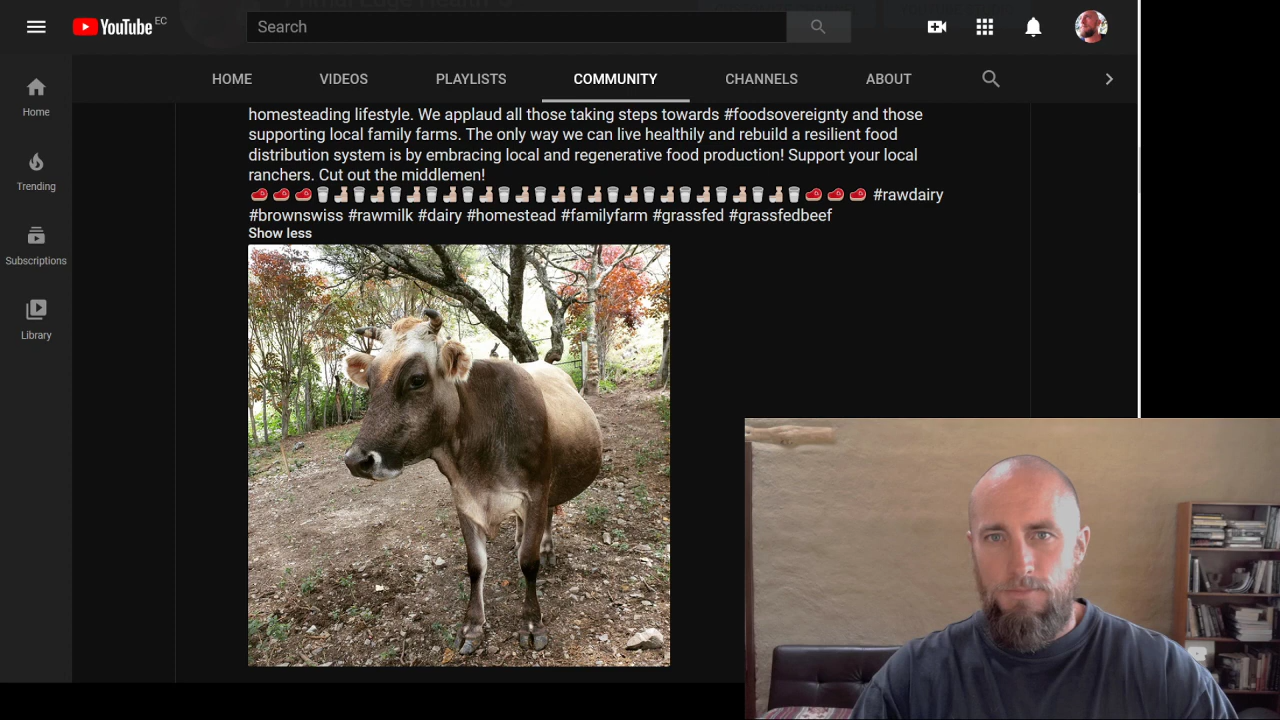 YouTube EC
Search
HOME VIDEOS PLAYLISTS COMMUNITY CHANNELS ABOUT
Home
Trending
Subscriptions
Library
homesteading lifestyle. We applaud all those taking steps towards #foodsovereignty and those
supporting local family farms. The only way we can live healthily and rebuild a resilient food
distribution system is by embracing local and regenerative food production! Support your local
ranchers. Cut out the middlemen!
#rawdairy
#brownswiss #rawmilk #dairy #homestead #familyfarm #grassfed #grassfedbeef
Show less